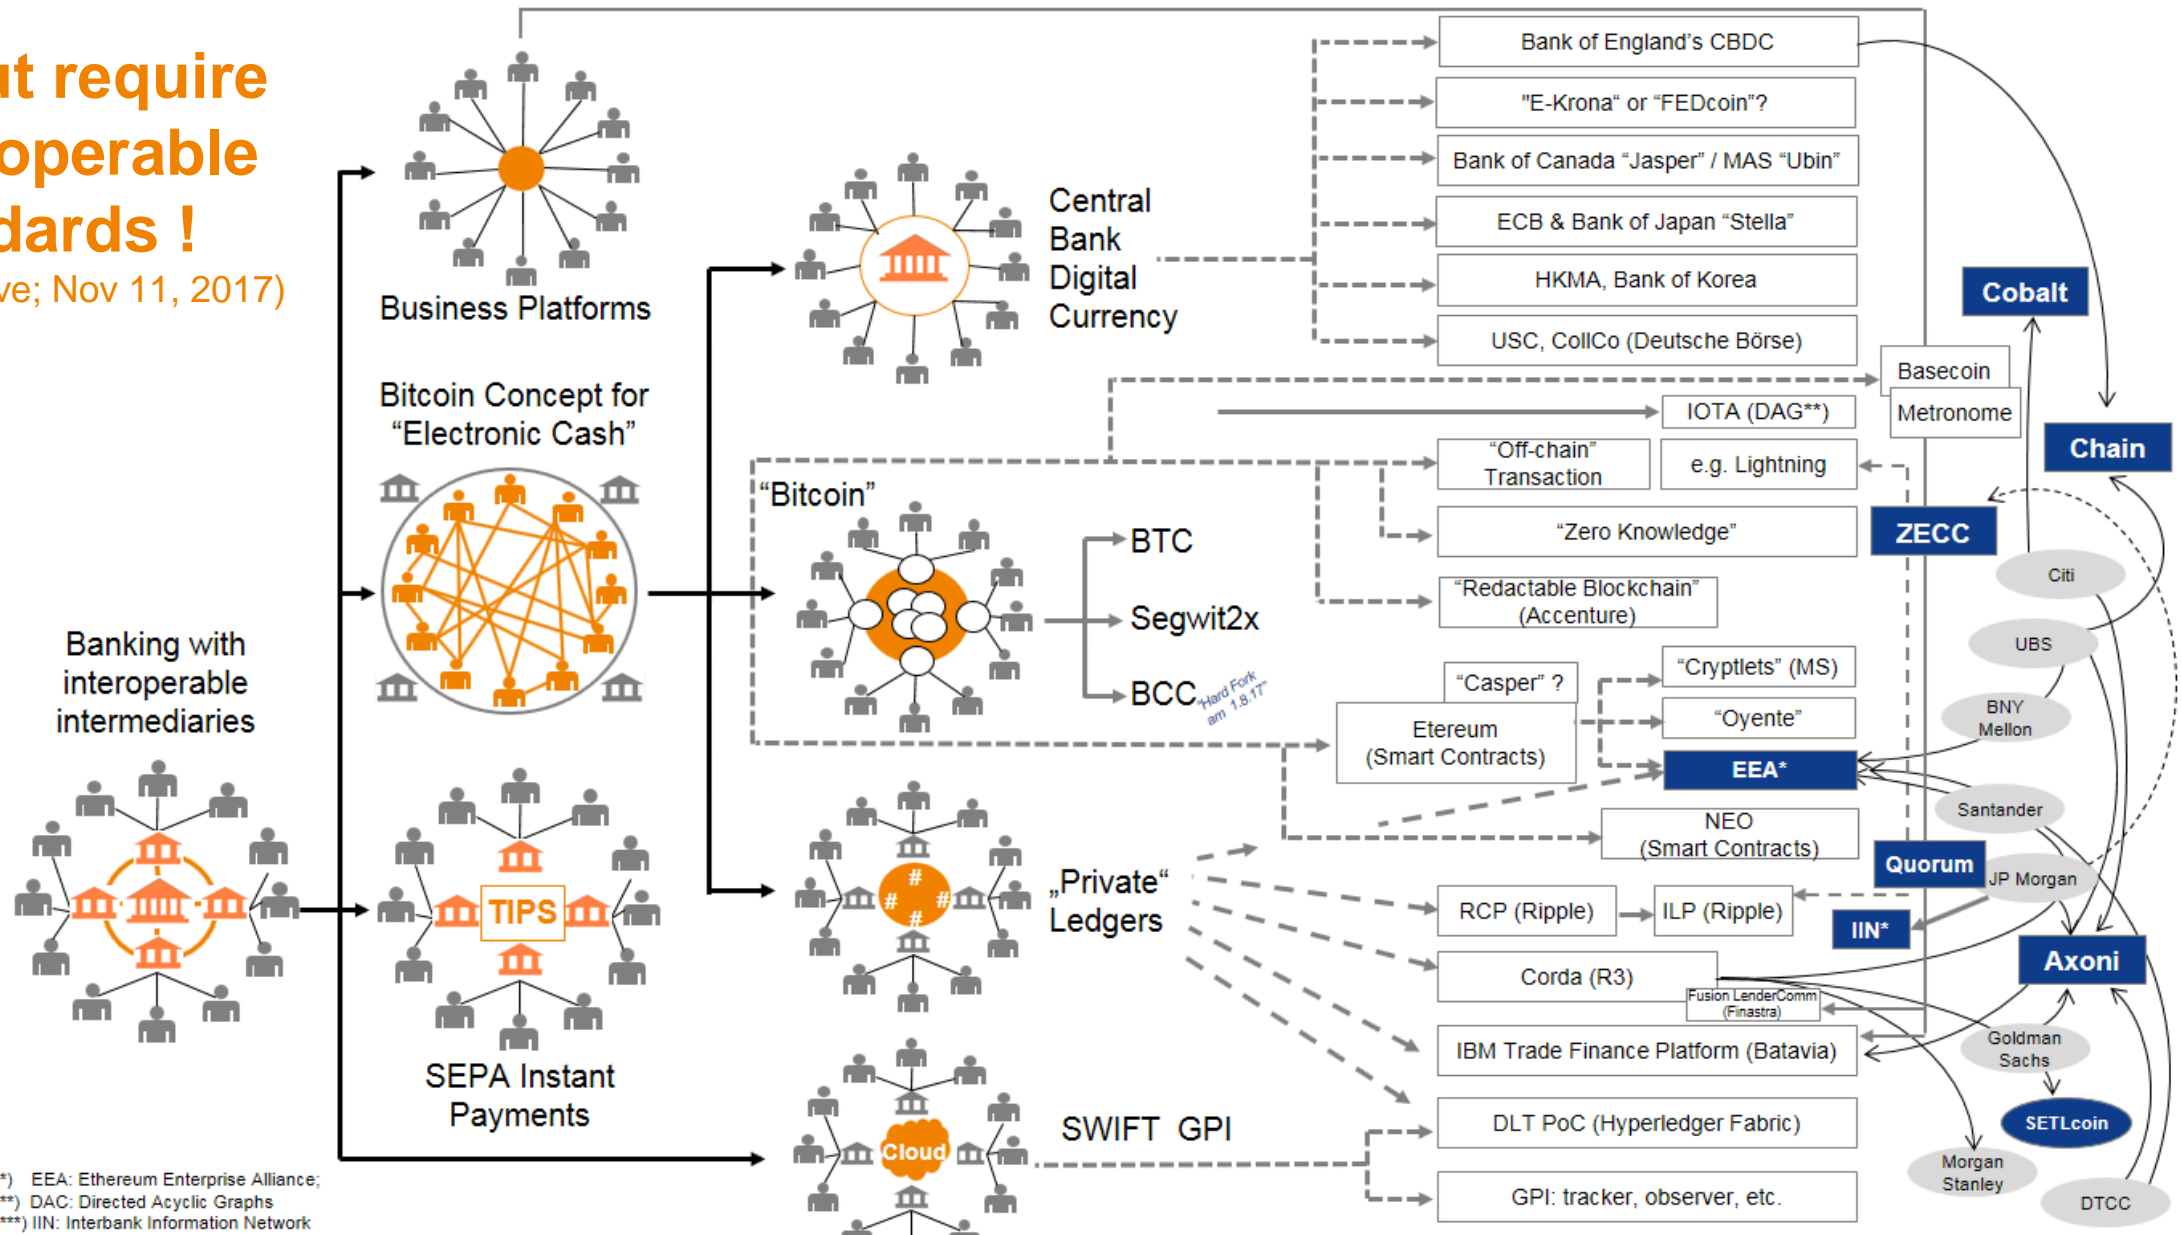 ut require
operable
dards !
ve; Nov 11, 2017)
Business Platforms
Bitcoin Concept for
“Electronic Cash”
Banking with
interoperable
intermediaries
TIPS
SEPA Instant
Payments
Central
Bank
Digital
Currency
“Bitcoin”
BTC
Segwit2x
BCC
"Hard Fork
am 1.8.17"
#
# #
#
„Private“
Ledgers
Cloud
SWIFT GPI
Bank of England’s CBDC
"E-Krona“ or “FEDcoin”?
Bank of Canada “Jasper” / MAS “Ubin”
ECB & Bank of Japan “Stella”
HKMA, Bank of Korea
USC, CollCo (Deutsche Börse)
Basecoin
Metronome
IOTA (DAG**)
“Off-chain”
Transaction
e.g. Lightning
“Zero Knowledge”
“Redactable Blockchain”
(Accenture)
“Casper” ?
Etereum
(Smart Contracts)
“Cryptlets” (MS)
“Oyente”
EEA*
NEO
(Smart Contracts)
RCP (Ripple)
ILP (Ripple)
Corda (R3)
Fusion LenderComm
(Finastra)
IBM Trade Finance Platform (Batavia)
DLT PoC (Hyperledger Fabric)
GPI: tracker, observer, etc.
Cobalt
Chain
ZECC
Citi
UBS
BNY
Mellon
Santander
Quorum
JP Morgan
IIN*
Axoni
Goldman
Sachs
SETLcoin
Morgan
Stanley
DTCC
*) EEA: Ethereum Enterprise Alliance;
**) DAC: Directed Acyclic Graphs
***) IIN: Interbank Information Network